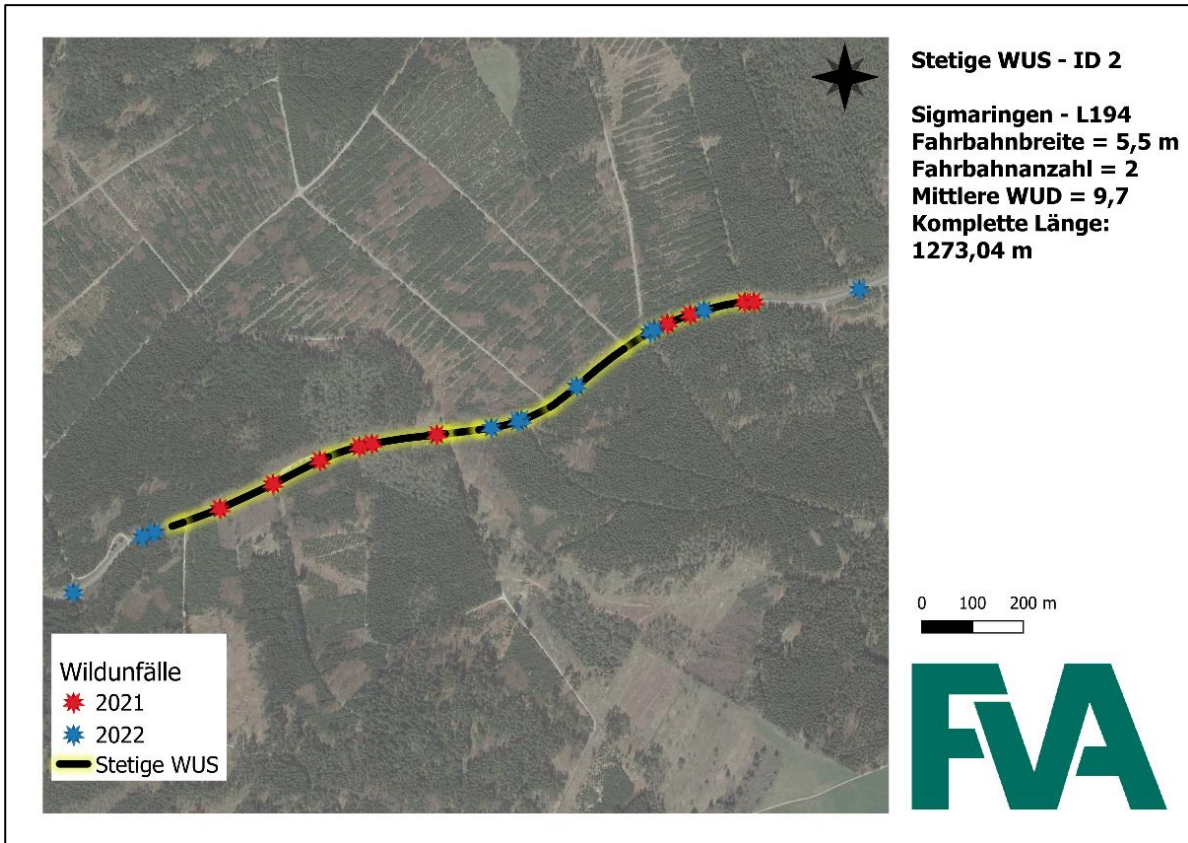 Stetige WUS - ID 2
Sigmaringen - L194
Fahrbahnbreite = 5,5 m
Fahrbahnanzahl = 2
Mittlere WUD = 9,7
Komplette Länge:
1273,04 m
0 100 200 m
Wildunfälle
2021
2022
Stetige WUS
FVA